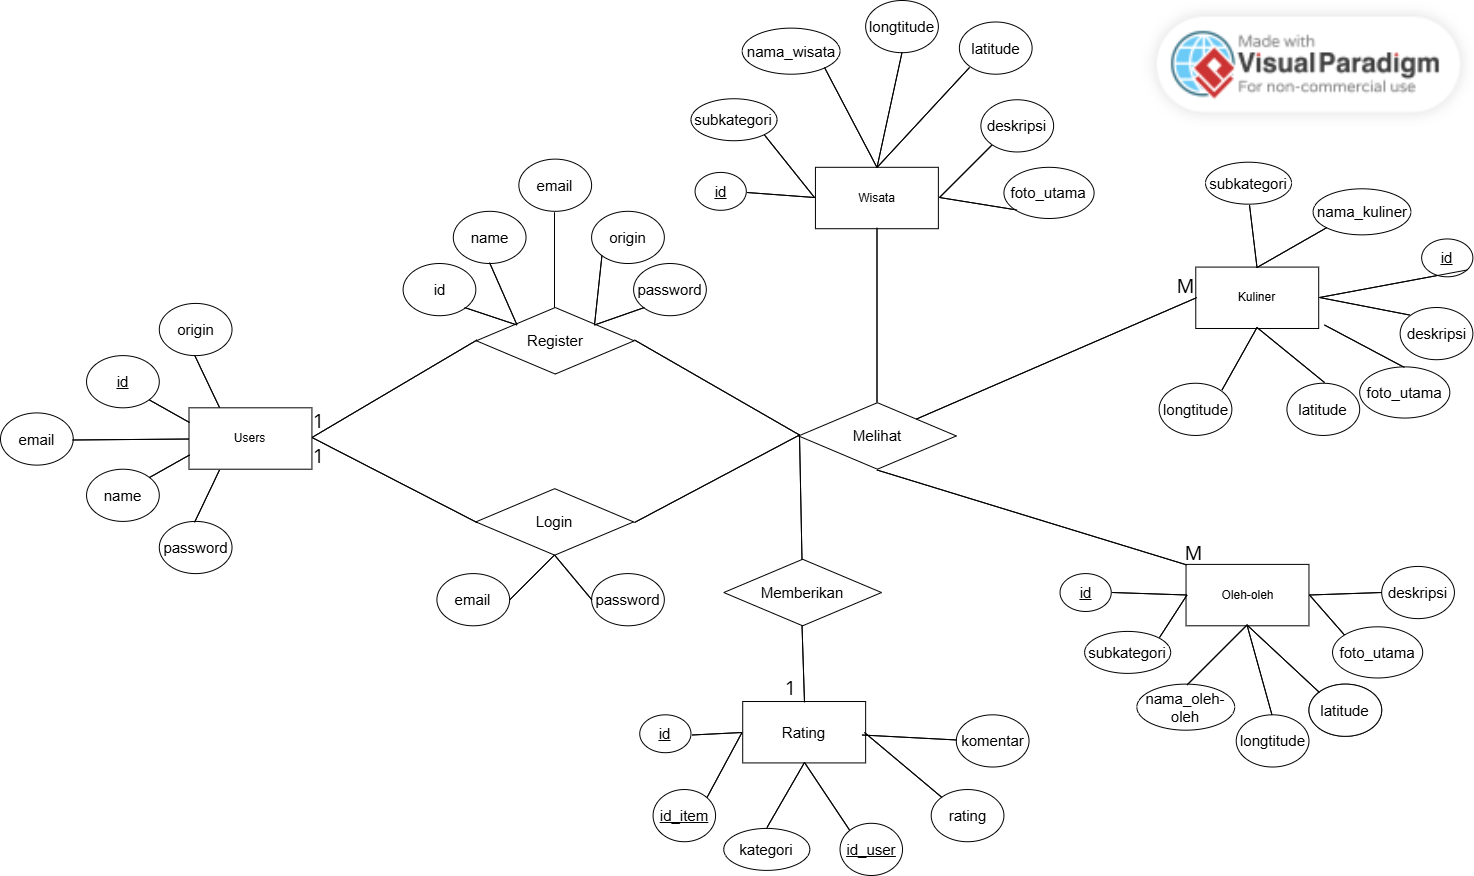 longtitude
nama_wisata
latitude
Made with
Visual Paradigm
For non-commercial use
subkategori
deskripsi
id
Wisata
foto_utama
subkategori
nama_kuliner
id
M
Kuliner
deskripsi
foto_utama
longtitude
latitude
email
name
origin
id
password
Register
origin
id
email
name
password
Users
1
1
Login
email
password
Melihat
Memberikan
M
id
Oleh-oleh
deskripsi
subkategori
foto_utama
nama_oleh-
oleh
latitude
longtitude
1
id
Rating
komentar
id_item
rating
kategori
id_user